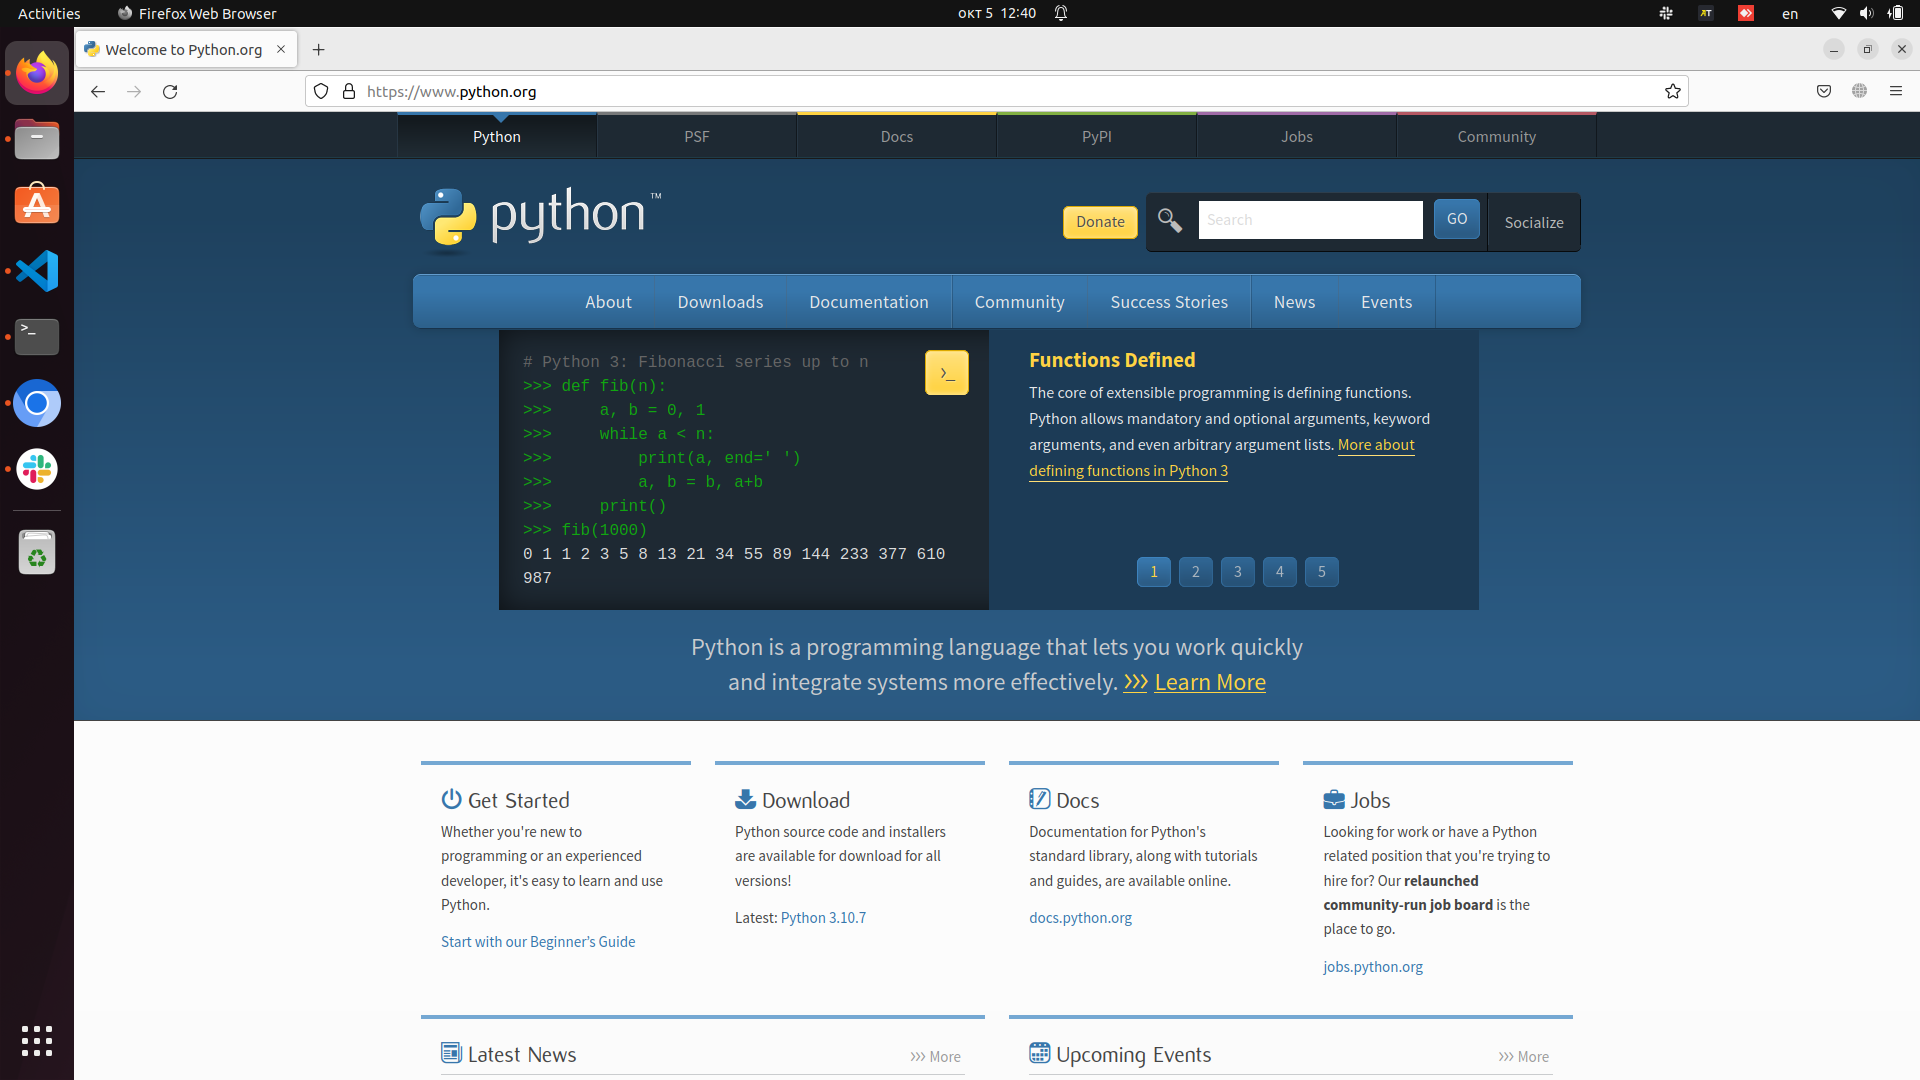 Activities
Firefox Web Browser
окт 5 12:40
en
Welcome to Python.org
https://www.python.org
Python
PSF
Docs
PyPI
Jobs
Community
python™
Donate
Search
GO
Socialize
About
Downloads
Documentation
Community
Success Stories
News
Events
# Python 3: Fibonacci series up to n
>>> def fib(n):
>>>     a, b = 0, 1
>>>     while a < n:
>>>         print(a, end=' ')
>>>         a, b = b, a+b
>>>     print()
>>> fib(1000)
0 1 1 2 3 5 8 13 21 34 55 89 144 233 377 610
987
>_
Functions Defined
The core of extensible programming is defining functions.
Python allows mandatory and optional arguments, keyword
arguments, and even arbitrary argument lists. More about
defining functions in Python 3
1
2
3
4
5
Python is a programming language that lets you work quickly
and integrate systems more effectively. >>> Learn More
Get Started
Whether you're new to
programming or an experienced
developer, it's easy to learn and use
Python.
Start with our Beginner's Guide
Download
Python source code and installers
are available for download for all
versions!
Latest: Python 3.10.7
Docs
Documentation for Python's
standard library, along with tutorials
and guides, are available online.
docs.python.org
Jobs
Looking for work or have a Python
related position that you're trying to
hire for? Our relaunched
community-run job board is the
place to go.
jobs.python.org
Latest News
>>> More
Upcoming Events
>>> More